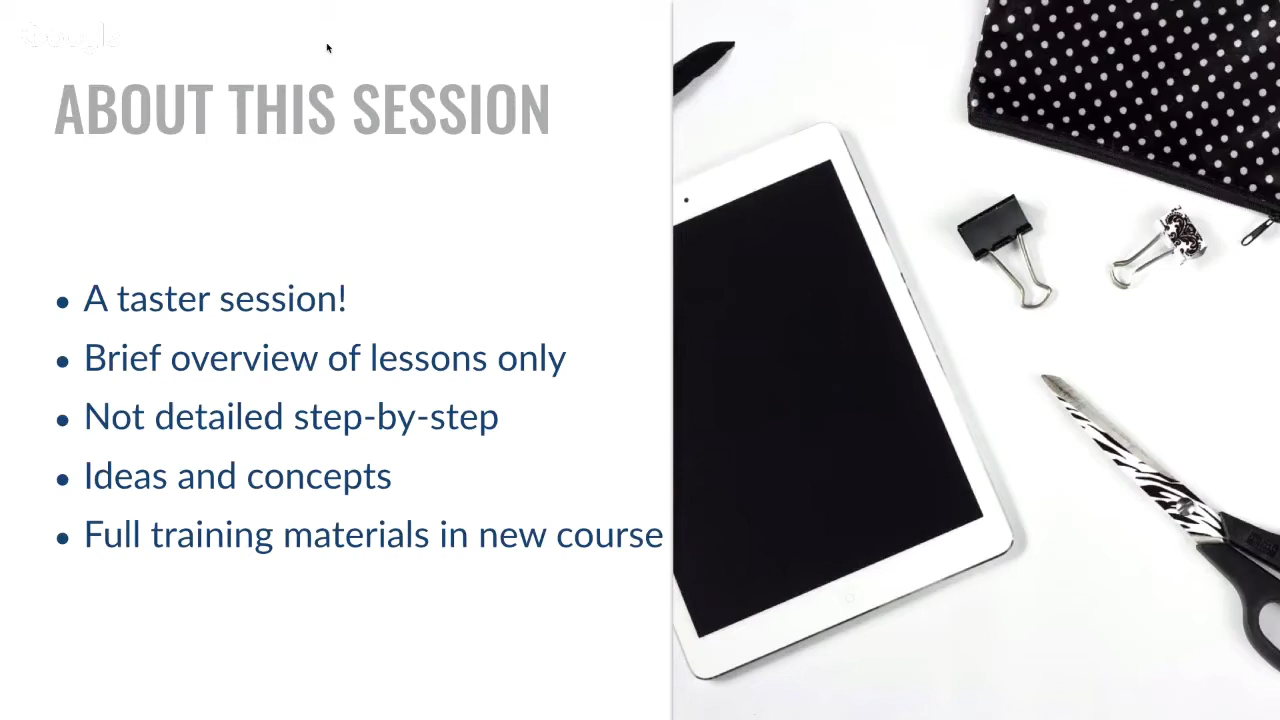 Google
ABOUT THIS SESSION
• A taster session!
• Brief overview of lessons only
• Not detailed step-by-step
• Ideas and concepts
• Full training materials in new course